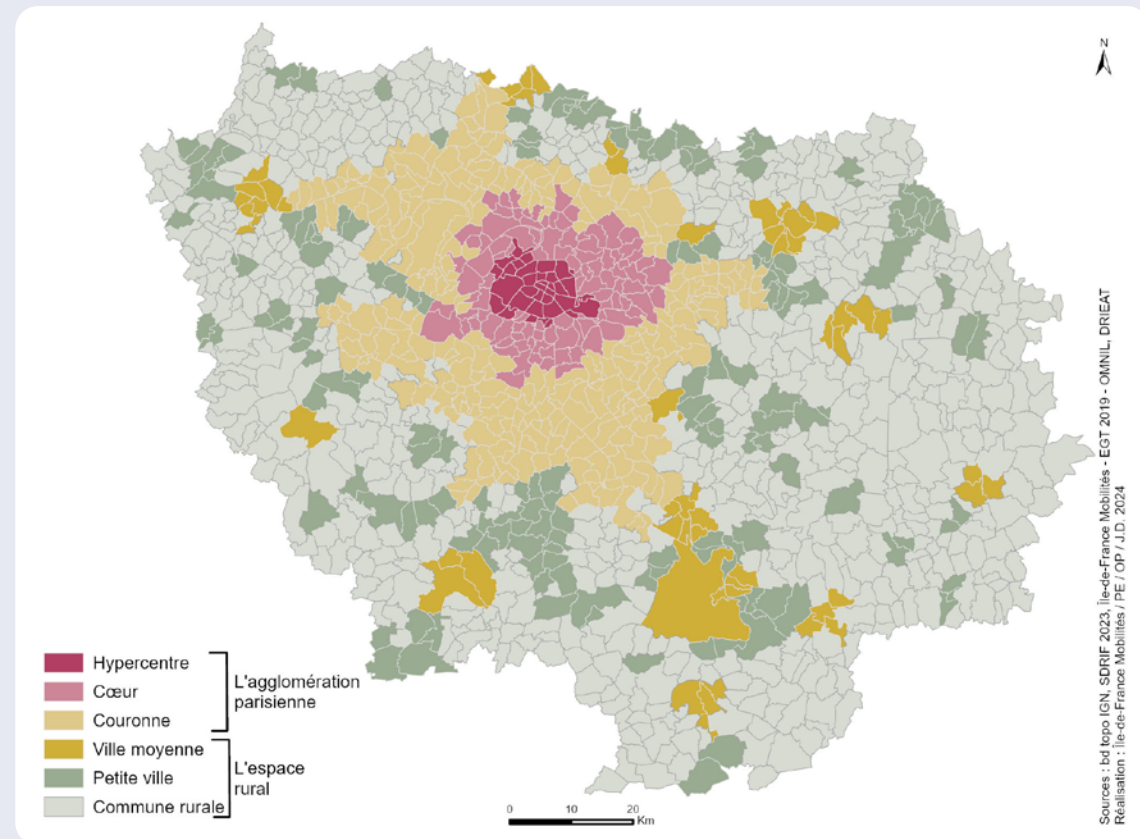 N
Hypercentre
Cœur
Couronne
L'agglomération
parisienne
Ville moyenne
Petite ville
Commune rurale
L'espace
rural
0 10 20
Km
Sources : bd topo IGN, SDRIF 2023, Île-de-France Mobilités - EGT 2019 - OMNIL, DRIEAT
Réalisation : Île-de-France Mobilités / PE / OP / J.D. 2024